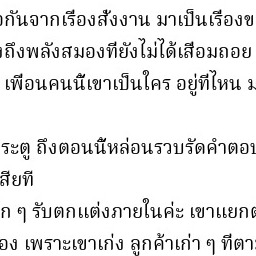 กันจากเรื่องสั่งงาน มาเป็นเรื่องข
ถึงพลังสมองที่ยังไม่ได้เสื่อมถอย
เพื่อนคนนี้เขาเป็นใคร อยู่ที่ไหน ม
ระตู ถึงตอนนี้หล่อนรวบรัดคำตอบ
สียที
ก ๆ รับตกแต่งภายในค่ะ เขาแยกต
อง เพราะเขาเก่ง ลูกค้าเก่า ๆ ที่ตา